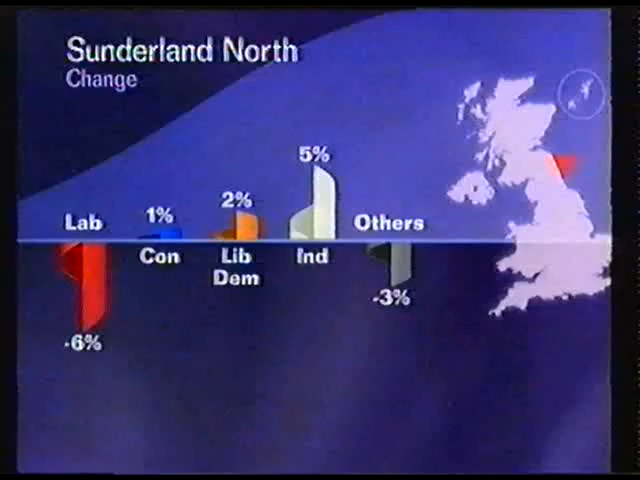 Sunderland North
Change
5%
2%
1%
Lab
Others
Con
Lib
Dem
Ind
-3%
-6%